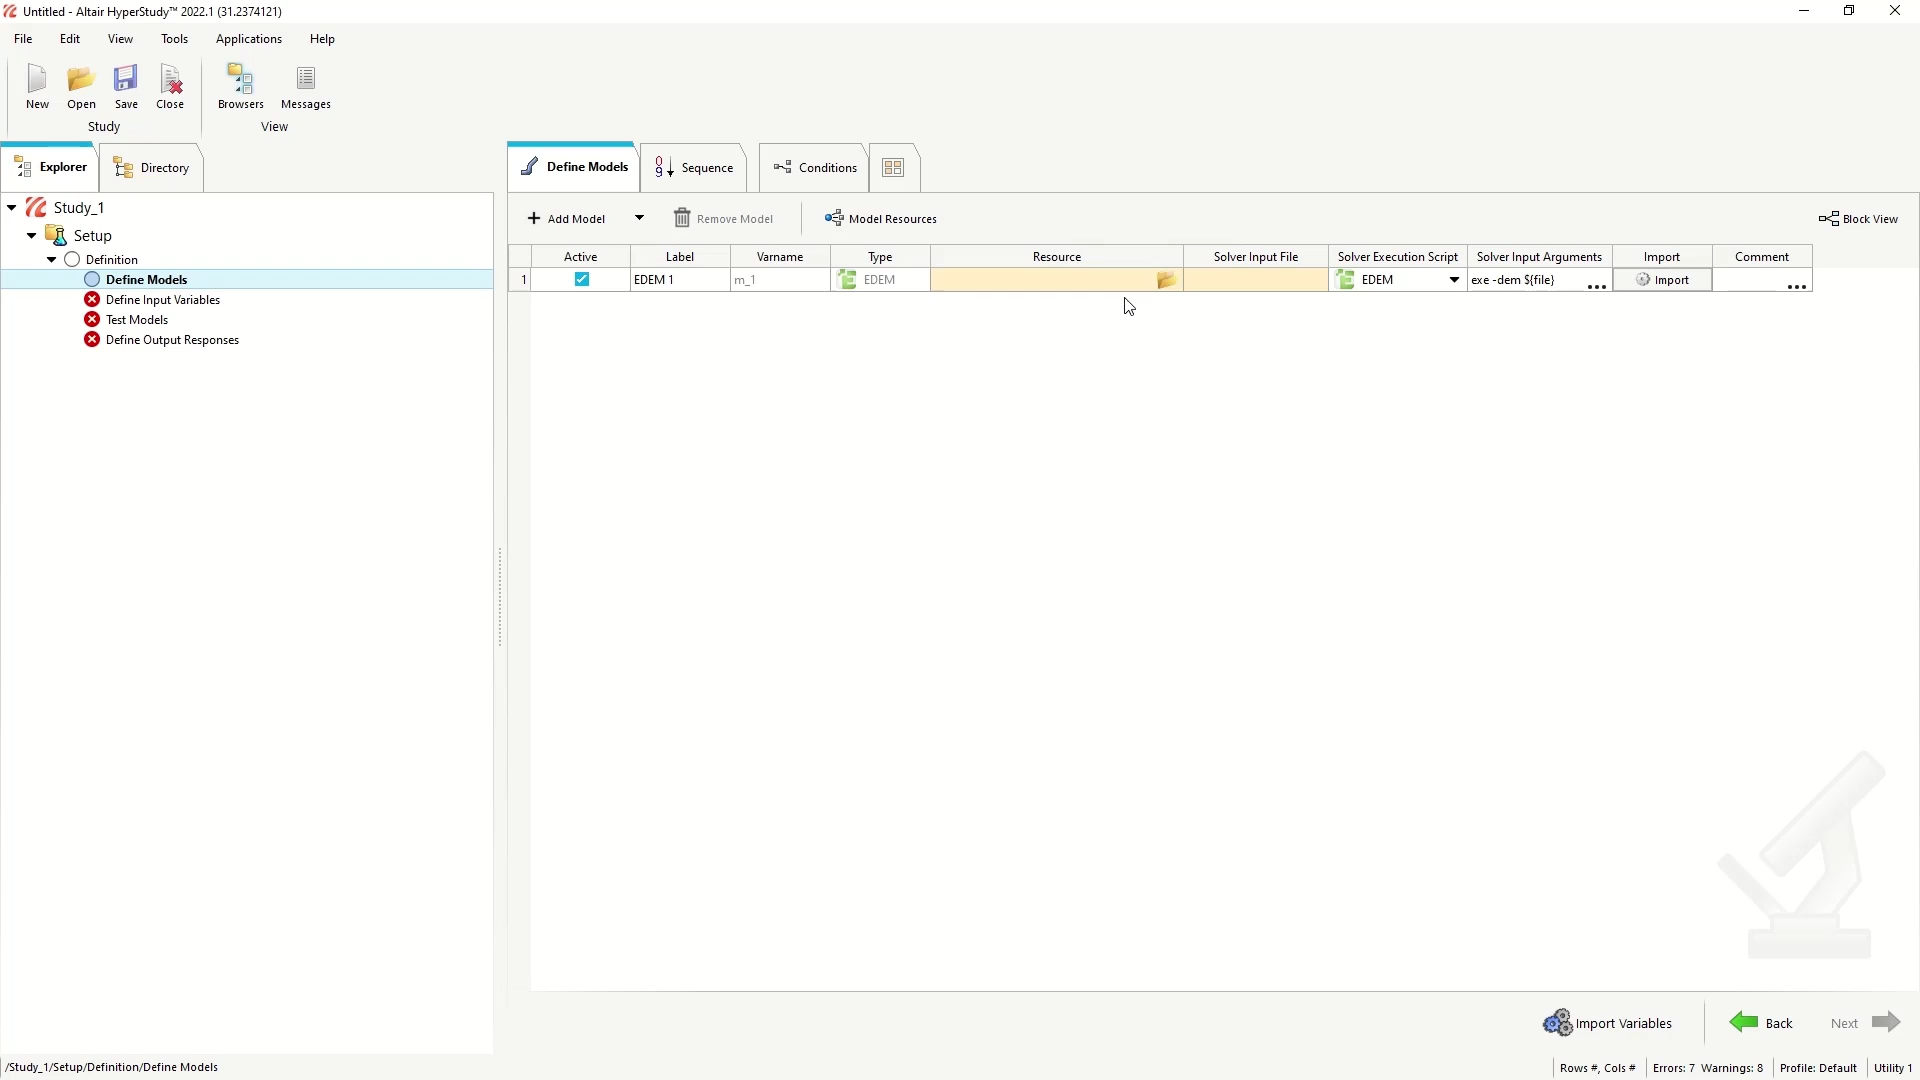 Untitled - Altair HyperStudy™ 2022.1 (31.2374121)
File Edit View Tools Applications Help
New Open Save Close Browsers Messages
Study View
Explorer Directory Define Models Sequence Conditions
Study_1
Setup
Definition
Define Models
Define Input Variables
Test Models
Define Output Responses
Add Model Remove Model Model Resources Block View
Active Label Varname Type Resource Solver Input File Solver Execution Script Solver Input Arguments Import Comment
1 EDEM 1 m_1 EDEM EDEM exe -dem ${file} ... Import ...
Import Variables Back Next
/Study_1/Setup/Definition/Define Models Rows #, Cols # Errors: 7 Warnings: 8 Profile: Default Utility 1